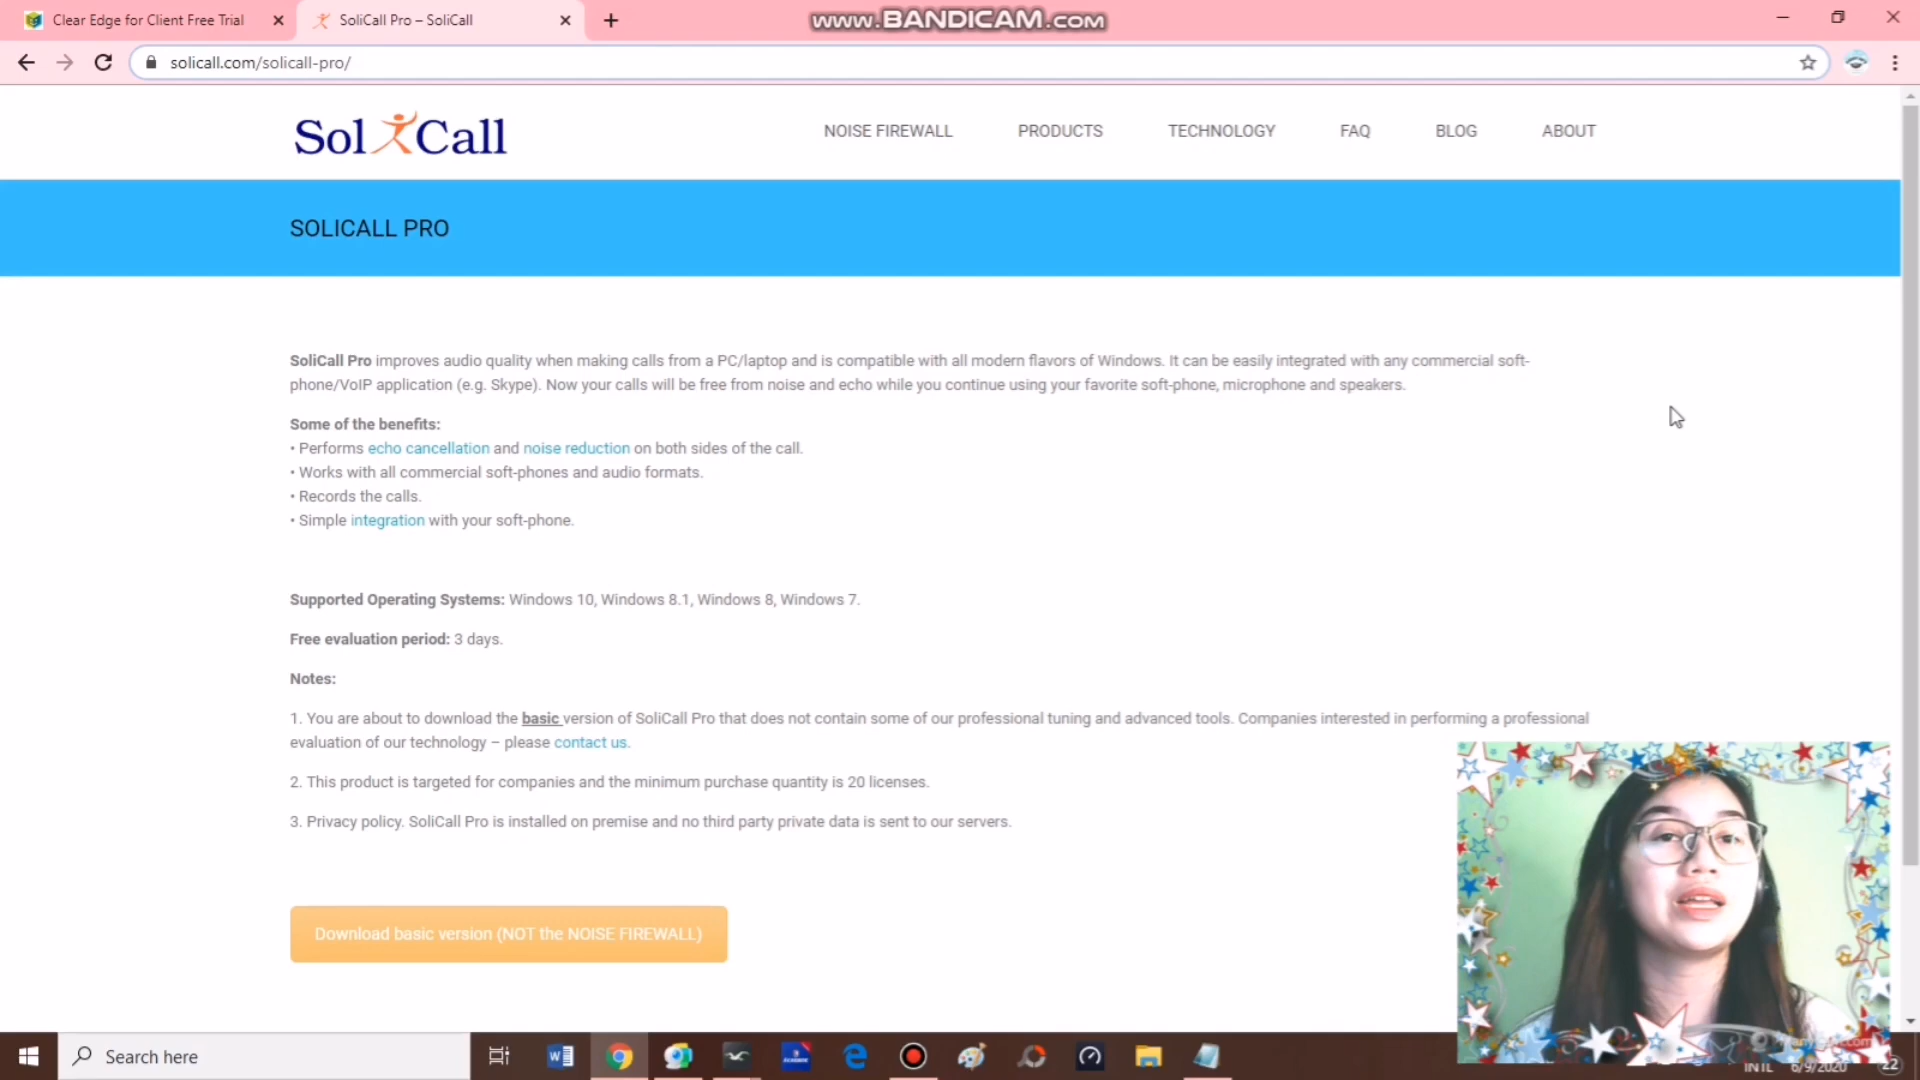 Clear Edge for Client Free Trial
SoliCall Pro – SoliCall
www.BANDICAM.com
solicall.com/solicall-pro/
SoliCall
NOISE FIREWALL
PRODUCTS
TECHNOLOGY
FAQ
BLOG
ABOUT
SOLICALL PRO
SoliCall Pro improves audio quality when making calls from a PC/laptop and is compatible with all modern flavors of Windows. It can be easily integrated with any commercial soft-
phone/VoIP application (e.g. Skype). Now your calls will be free from noise and echo while you continue using your favorite soft-phone, microphone and speakers.
Some of the benefits:
• Performs echo cancellation and noise reduction on both sides of the call.
• Works with all commercial soft-phones and audio formats.
• Records the calls.
• Simple integration with your soft-phone.
Supported Operating Systems: Windows 10, Windows 8.1, Windows 8, Windows 7.
Free evaluation period: 3 days.
Notes:
1. You are about to download the basic version of SoliCall Pro that does not contain some of our professional tuning and advanced tools. Companies interested in performing a professional
evaluation of our technology – please contact us.
2. This product is targeted for companies and the minimum purchase quantity is 20 licenses.
3. Privacy policy. SoliCall Pro is installed on premise and no third party private data is sent to our servers.
Download basic version (NOT the NOISE FIREWALL)
Search here
INTL
6/9/2020
22